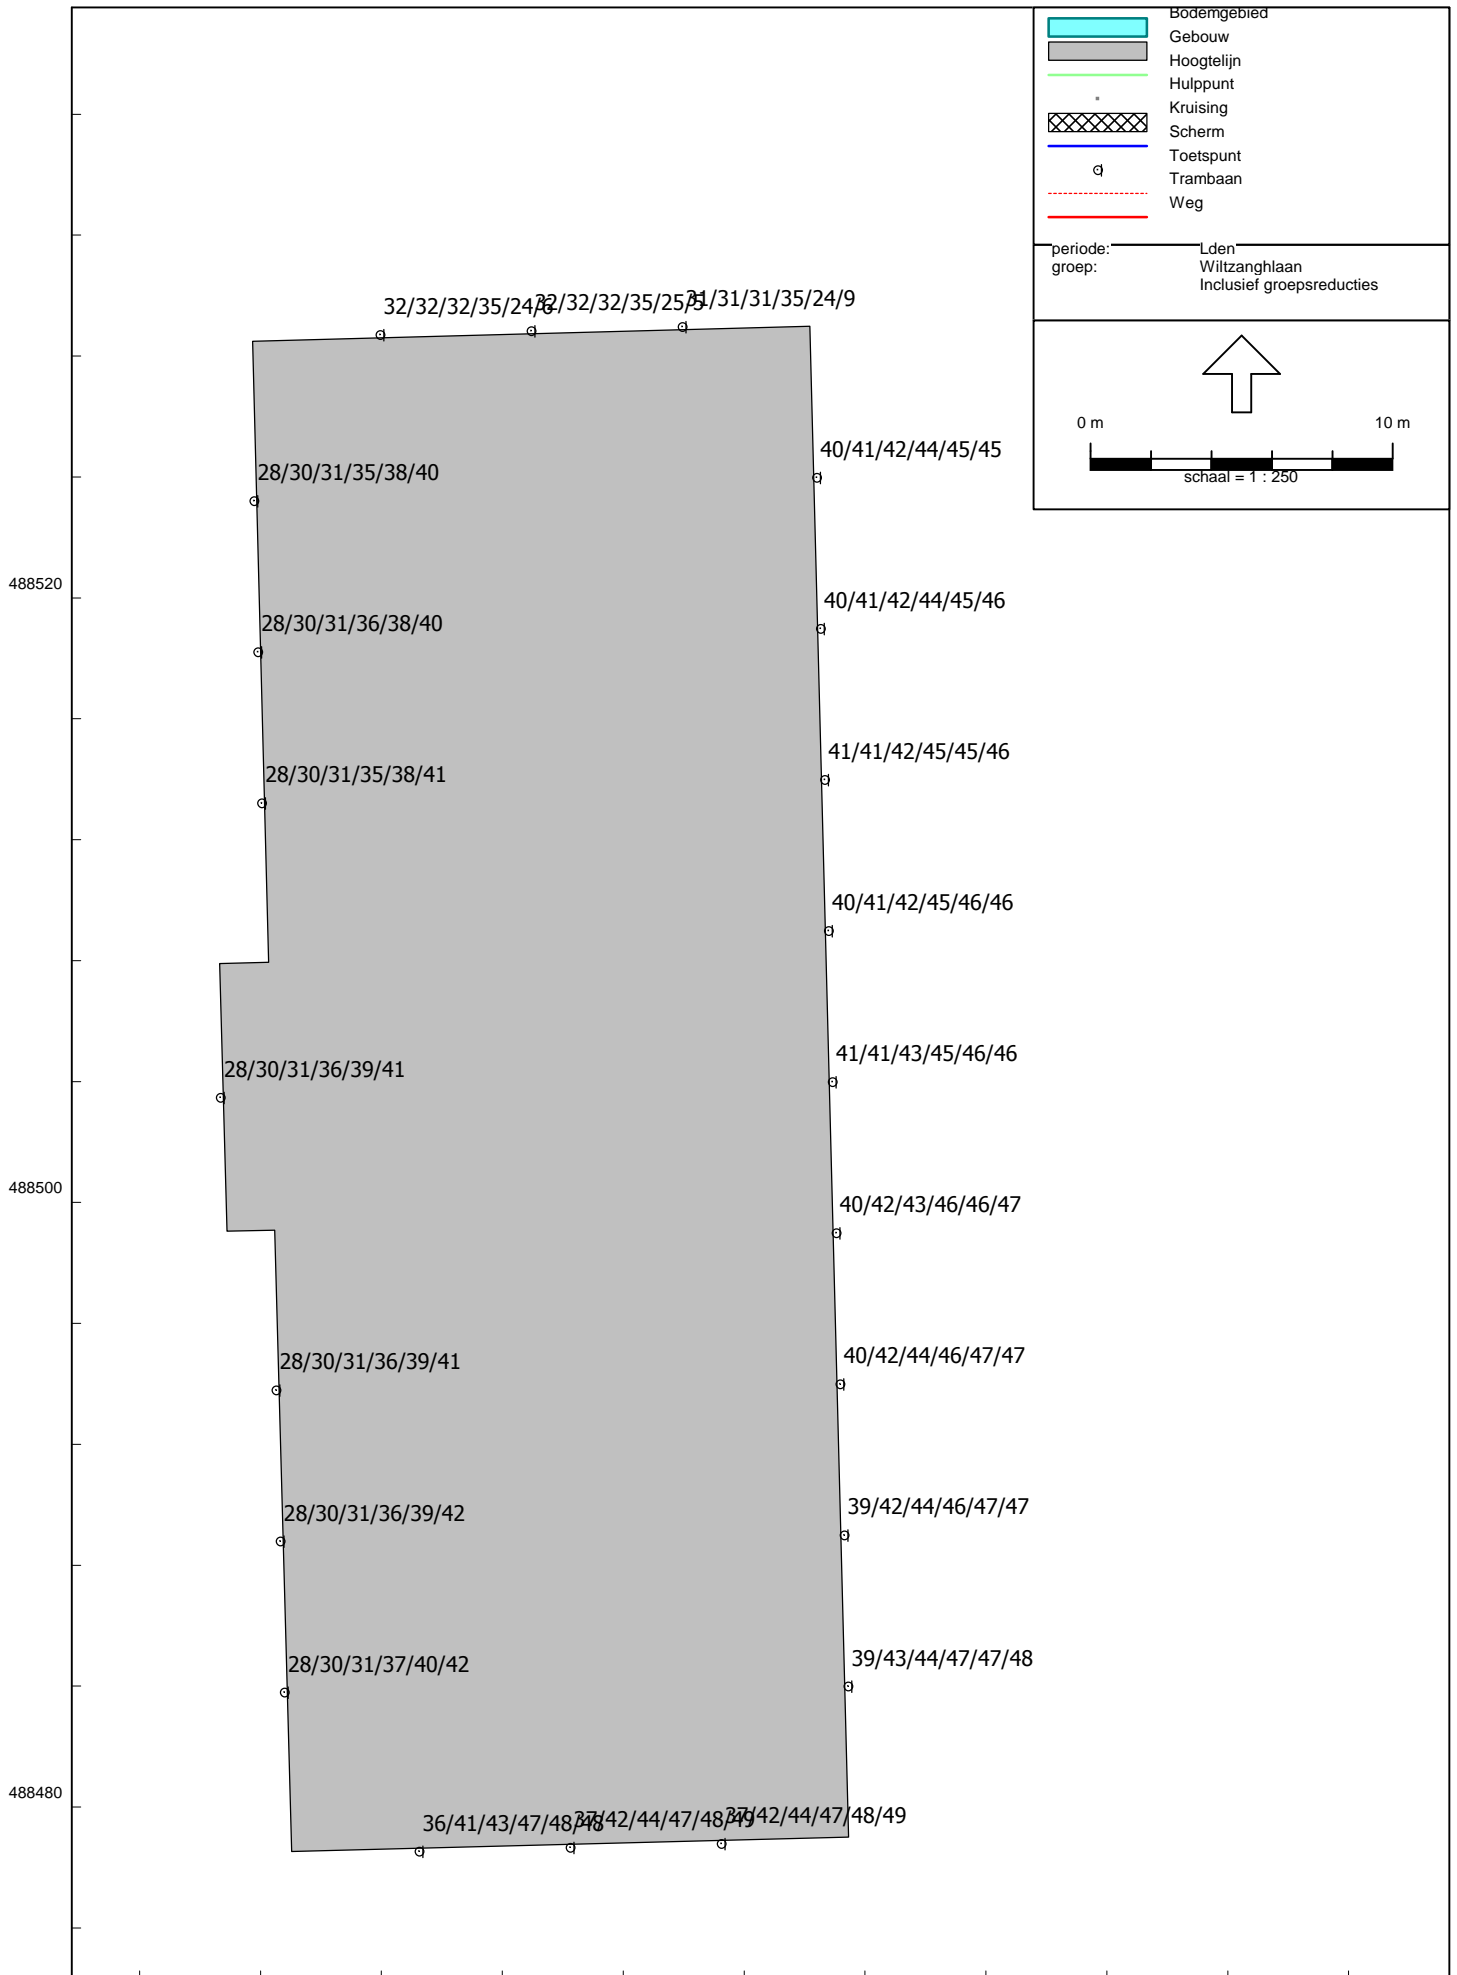 Bodemgebied
Gebouw
Hoogtelijn
Hulppunt
Kruising
Scherm
Toetspunt
Trambaan
Weg
periode: Lden
groep: Wiltzanghlaan
Inclusief groepsreducties
0 m 10 m
schaal = 1 : 250
32/32/32/35/24/6
32/32/32/35/25/5
31/31/31/35/24/9
40/41/42/44/45/45
28/30/31/35/38/40
488520
40/41/42/44/45/46
28/30/31/36/38/40
41/41/42/45/45/46
28/30/31/35/38/41
40/41/42/45/46/46
41/41/43/45/46/46
28/30/31/36/39/41
488500
40/42/43/46/46/47
40/42/44/46/47/47
28/30/31/36/39/41
39/42/44/46/47/47
28/30/31/36/39/42
39/43/44/47/47/48
28/30/31/37/40/42
488480
36/41/43/47/48/48
37/42/44/47/48/49
37/42/44/47/48/49